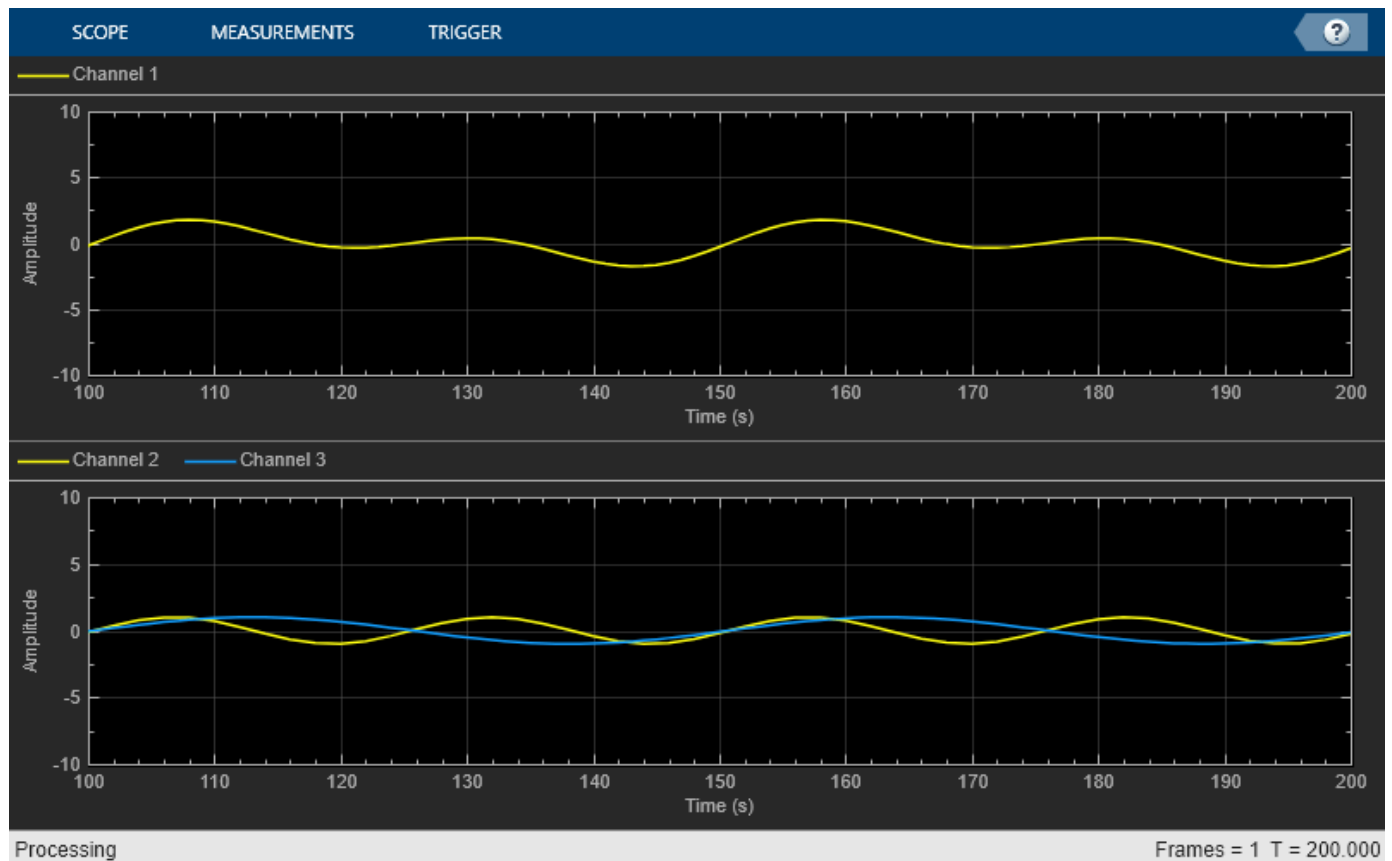 SCOPE MEASUREMENTS TRIGGER ?
Channel 1
10
5
0
-5
-10
Amplitude
100 110 120 130 140 150 160 170 180 190 200
Time (s)
Channel 2 Channel 3
10
5
0
-5
-10
Amplitude
100 110 120 130 140 150 160 170 180 190 200
Time (s)
Processing Frames = 1 T = 200.000